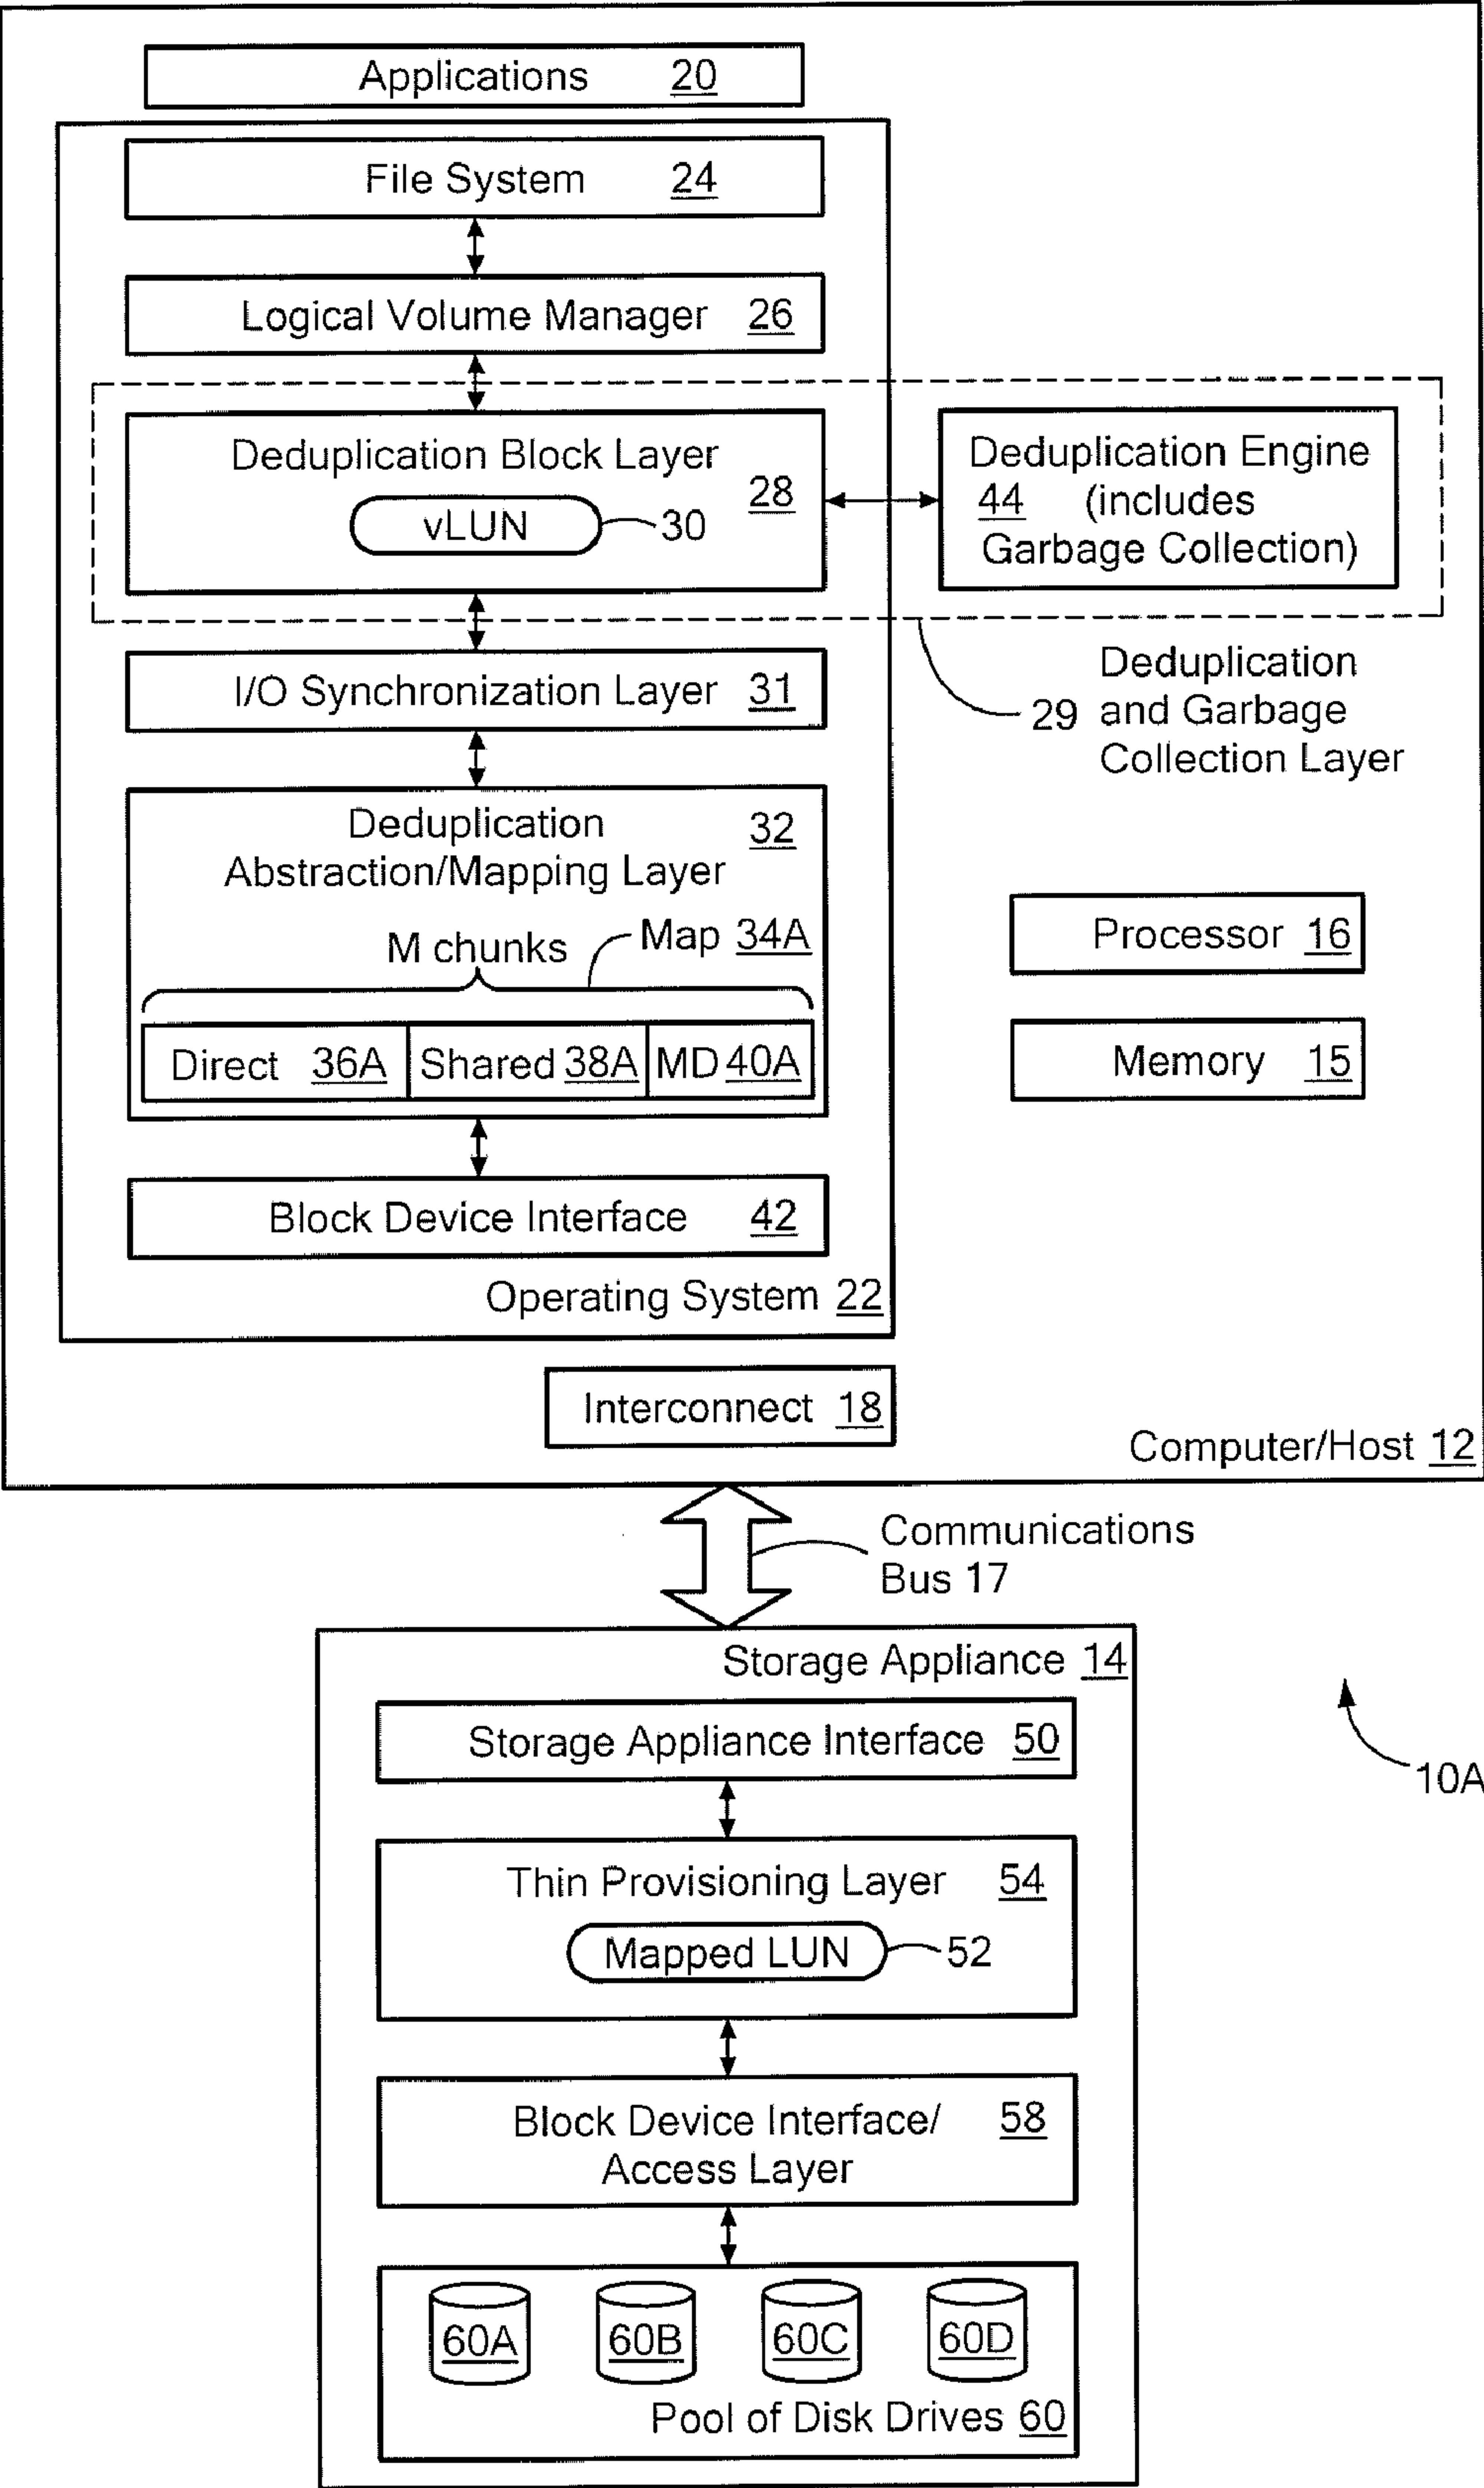 Applications 20
File System 24
Logical Volume Manager 26
Deduplication Block Layer
28
vLUN
30
Deduplication Engine
44 (includes
Garbage Collection)
I/O Synchronization Layer 31
29
Deduplication
and Garbage
Collection Layer
Deduplication
Abstraction/Mapping Layer
32
M chunks
Map 34A
Direct 36A
Shared 38A
MD 40A
Processor 16
Memory 15
Block Device Interface 42
Operating System 22
Interconnect 18
Computer/Host 12
Communications
Bus 17
Storage Appliance 14
Storage Appliance Interface 50
10A
Thin Provisioning Layer 54
Mapped LUN
52
Block Device Interface/
Access Layer
58
60A
60B
60C
60D
Pool of Disk Drives 60